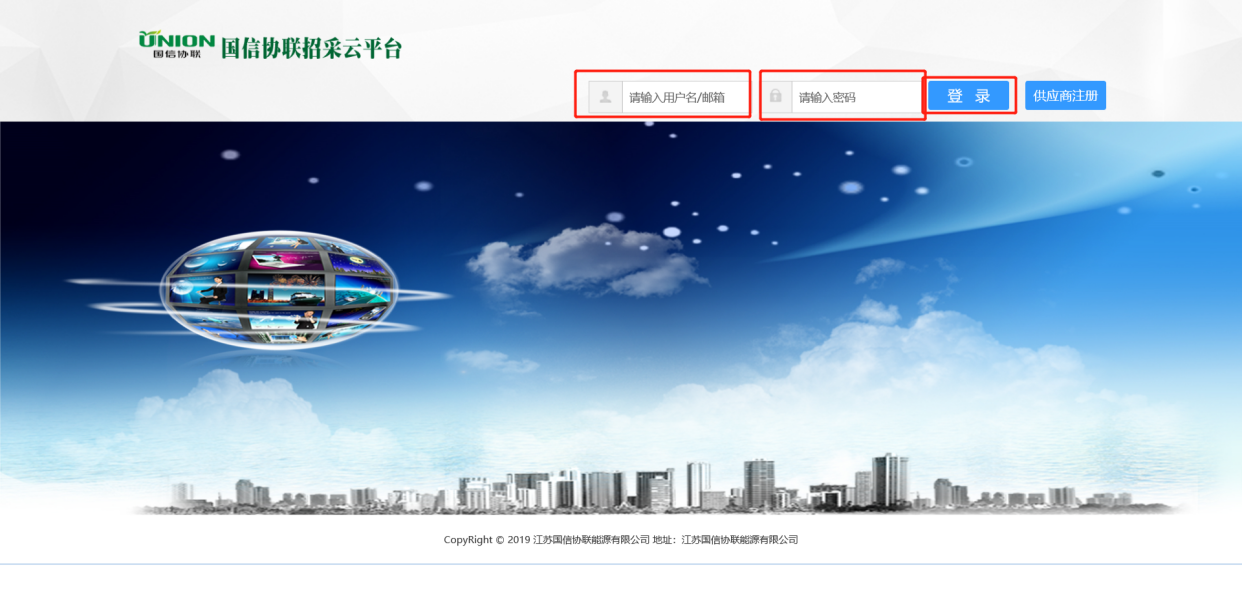 UNION
国信协联
国信协联招采云平台
请输入用户名/邮箱
请输入密码
登 录
供应商注册
CopyRight © 2019 江苏国信协联能源有限公司 地址：江苏国信协联能源有限公司